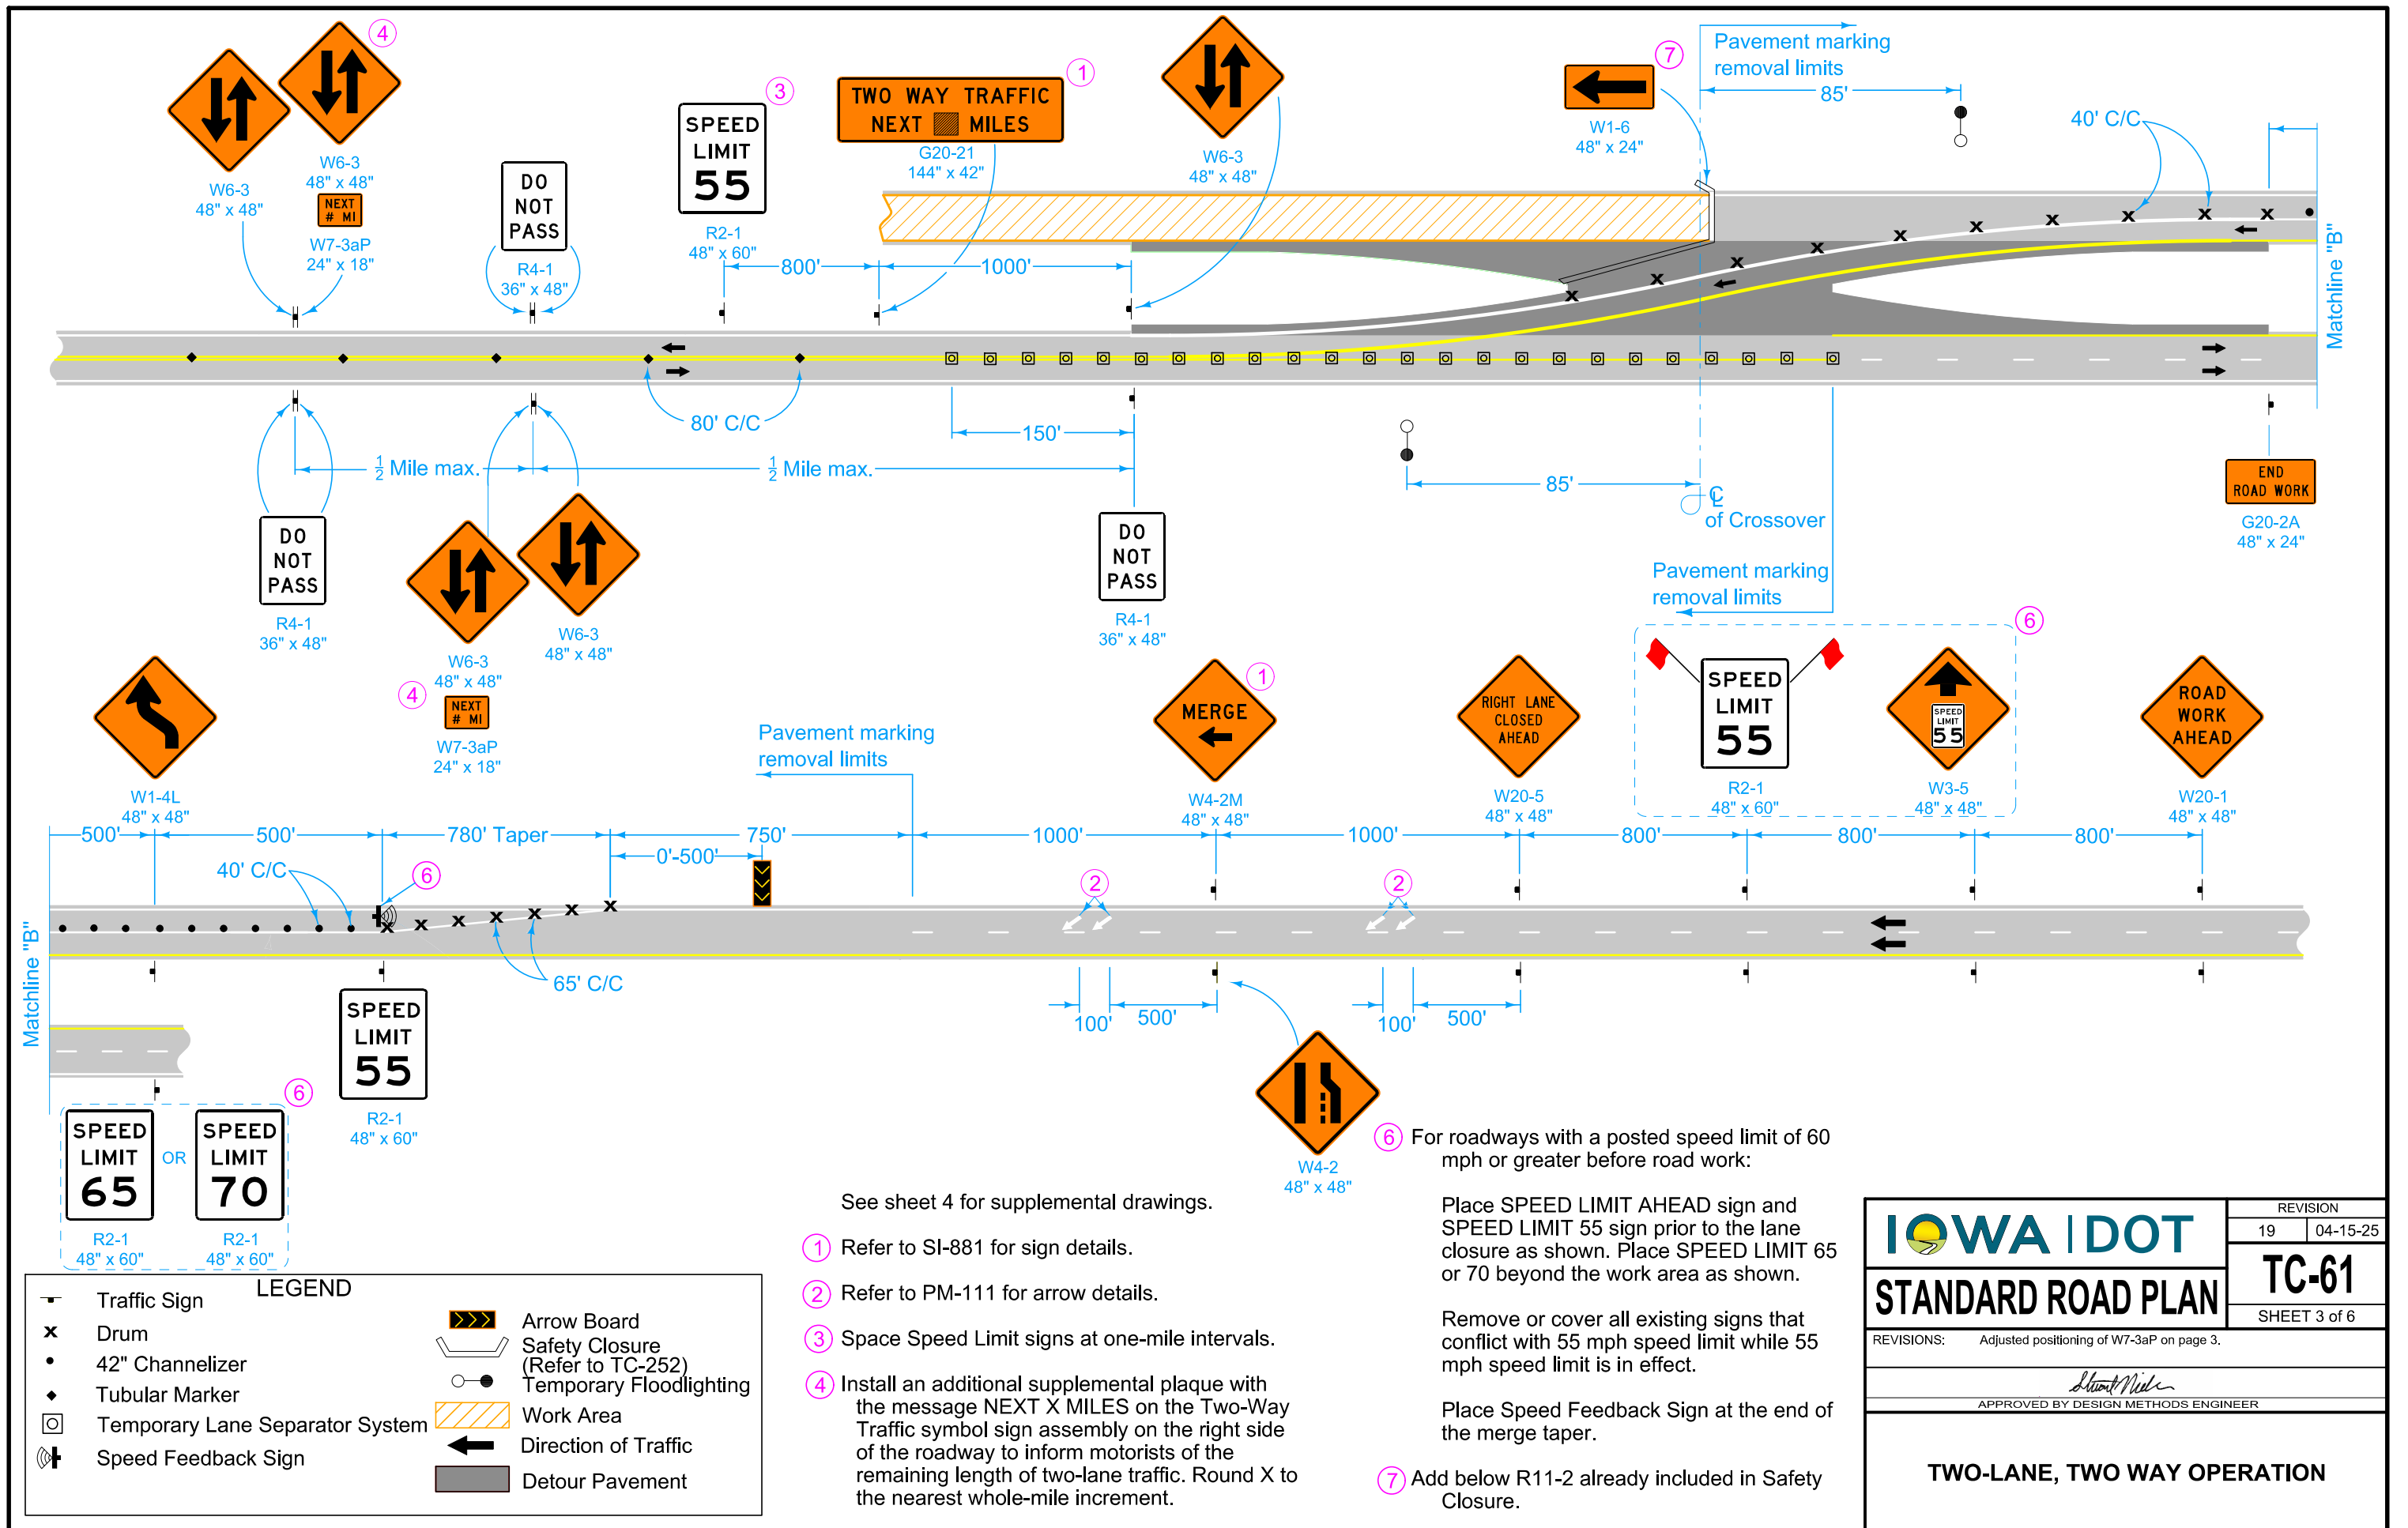 4
3
1
7
Pavement marking
removal limits
85'
40' C/C
TWO WAY TRAFFIC
NEXT MILES
G20-21
144" x 42"
SPEED
LIMIT
55
R2-1
48" x 60"
W6-3
48" x 48"
W6-3
48" x 48"
NEXT
# MI
W7-3aP
24" x 18"
DO
NOT
PASS
R4-1
36" x 48"
W6-3
48" x 48"
W1-6
48" x 24"
800'
1000'
Matchline "B"
80' C/C
150'
1/2 Mile max.
1/2 Mile max.
85'
CL
of Crossover
END
ROAD WORK
G20-2A
48" x 24"
DO
NOT
PASS
R4-1
36" x 48"
W6-3
48" x 48"
4
NEXT
# MI
W7-3aP
24" x 18"
W6-3
48" x 48"
DO
NOT
PASS
R4-1
36" x 48"
Pavement marking
removal limits
6
W1-4L
48" x 48"
Pavement marking
removal limits
MERGE
1
W4-2M
48" x 48"
RIGHT LANE
CLOSED
AHEAD
W20-5
48" x 48"
SPEED
LIMIT
55
R2-1
48" x 60"
SPEED
LIMIT
55
W3-5
48" x 48"
ROAD
WORK
AHEAD
W20-1
48" x 48"
500'
500'
780' Taper
750'
1000'
1000'
800'
800'
800'
0'-500'
40' C/C
6
2
2
Matchline "B"
65' C/C
100'
500'
100'
500'
SPEED
LIMIT
55
R2-1
48" x 60"
6
SPEED
LIMIT
65
R2-1
48" x 60"
OR
SPEED
LIMIT
70
R2-1
48" x 60"
W4-2
48" x 48"
LEGEND
Traffic Sign
Drum
42" Channelizer
Tubular Marker
Temporary Lane Separator System
Speed Feedback Sign
Arrow Board
Safety Closure
(Refer to TC-252)
Temporary Floodlighting
Work Area
Direction of Traffic
Detour Pavement
See sheet 4 for supplemental drawings.
1 Refer to SI-881 for sign details.
2 Refer to PM-111 for arrow details.
3 Space Speed Limit signs at one-mile intervals.
4 Install an additional supplemental plaque with
the message NEXT X MILES on the Two-Way
Traffic symbol sign assembly on the right side
of the roadway to inform motorists of the
remaining length of two-lane traffic. Round X to
the nearest whole-mile increment.
6 For roadways with a posted speed limit of 60
mph or greater before road work:
Place SPEED LIMIT AHEAD sign and
SPEED LIMIT 55 sign prior to the lane
closure as shown. Place SPEED LIMIT 65
or 70 beyond the work area as shown.
Remove or cover all existing signs that
conflict with 55 mph speed limit while 55
mph speed limit is in effect.
Place Speed Feedback Sign at the end of
the merge taper.
7 Add below R11-2 already included in Safety
Closure.
IOWA | DOT
STANDARD ROAD PLAN
REVISION
19 04-15-25
TC-61
SHEET 3 of 6
REVISIONS: Adjusted positioning of W7-3aP on page 3.
APPROVED BY DESIGN METHODS ENGINEER
TWO-LANE, TWO WAY OPERATION